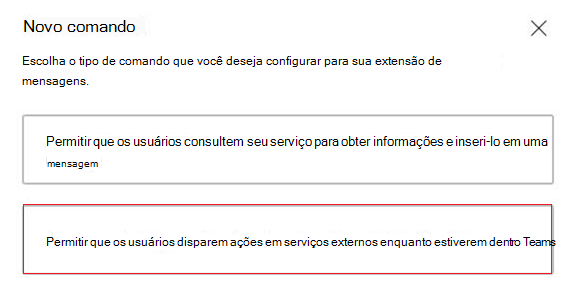 Novo comando
Escolha o tipo de comando que você deseja configurar para sua extensão de
mensagens.
Permitir que os usuários consultem seu serviço para obter informações e inseri-lo em uma
mensagem
Permitir que os usuários disparem ações em serviços externos enquanto estiverem dentro Teams